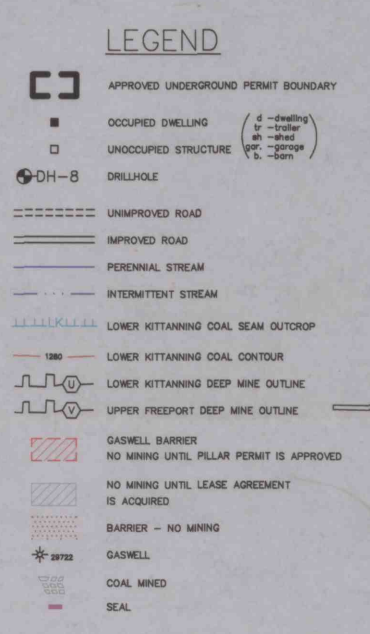 LEGEND
APPROVED UNDERGROUND PERMIT BOUNDARY
OCCUPIED DWELLING
d -dwelling
tr -trailer
sh -shed
gar. -garage
b. -barn
UNOCCUPIED STRUCTURE
DH-8 DRILLHOLE
UNIMPROVED ROAD
IMPROVED ROAD
PERENNIAL STREAM
INTERMITTENT STREAM
LK LOWER KITTANNING COAL SEAM OUTCROP
1280 LOWER KITTANNING COAL CONTOUR
U LOWER KITTANNING DEEP MINE OUTLINE
V UPPER FREEPORT DEEP MINE OUTLINE
GASWELL BARRIER
NO MINING UNTIL PILLAR PERMIT IS APPROVED
NO MINING UNTIL LEASE AGREEMENT
IS ACQUIRED
BARRIER - NO MINING
29722 GASWELL
COAL MINED
SEAL